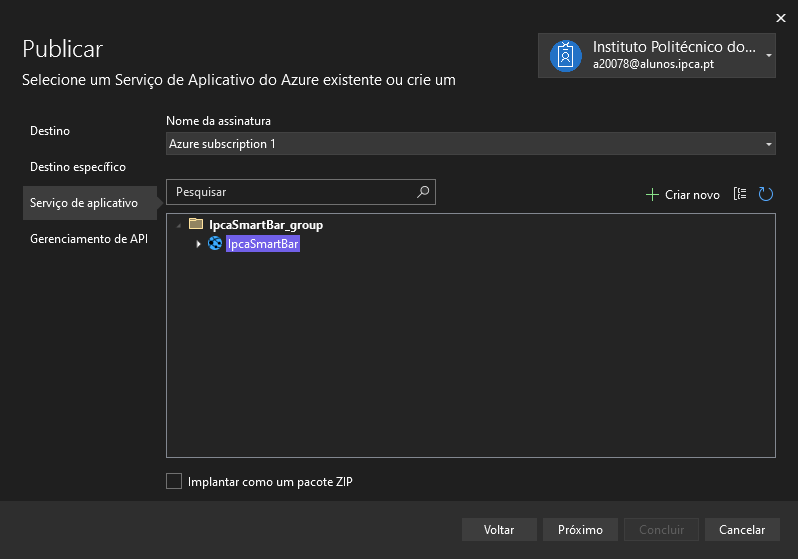 Publicar
Selecione um Serviço de Aplicativo do Azure existente ou crie um
Instituto Politécnico do...
a20078@alunos.ipca.pt
Destino
Destino específico
Serviço de aplicativo
Gerenciamento de API
Nome da assinatura
Azure subscription 1
Pesquisar
Criar novo
IpcaSmartBar_group
IpcaSmartBar
Implantar como um pacote ZIP
Voltar
Próximo
Concluir
Cancelar